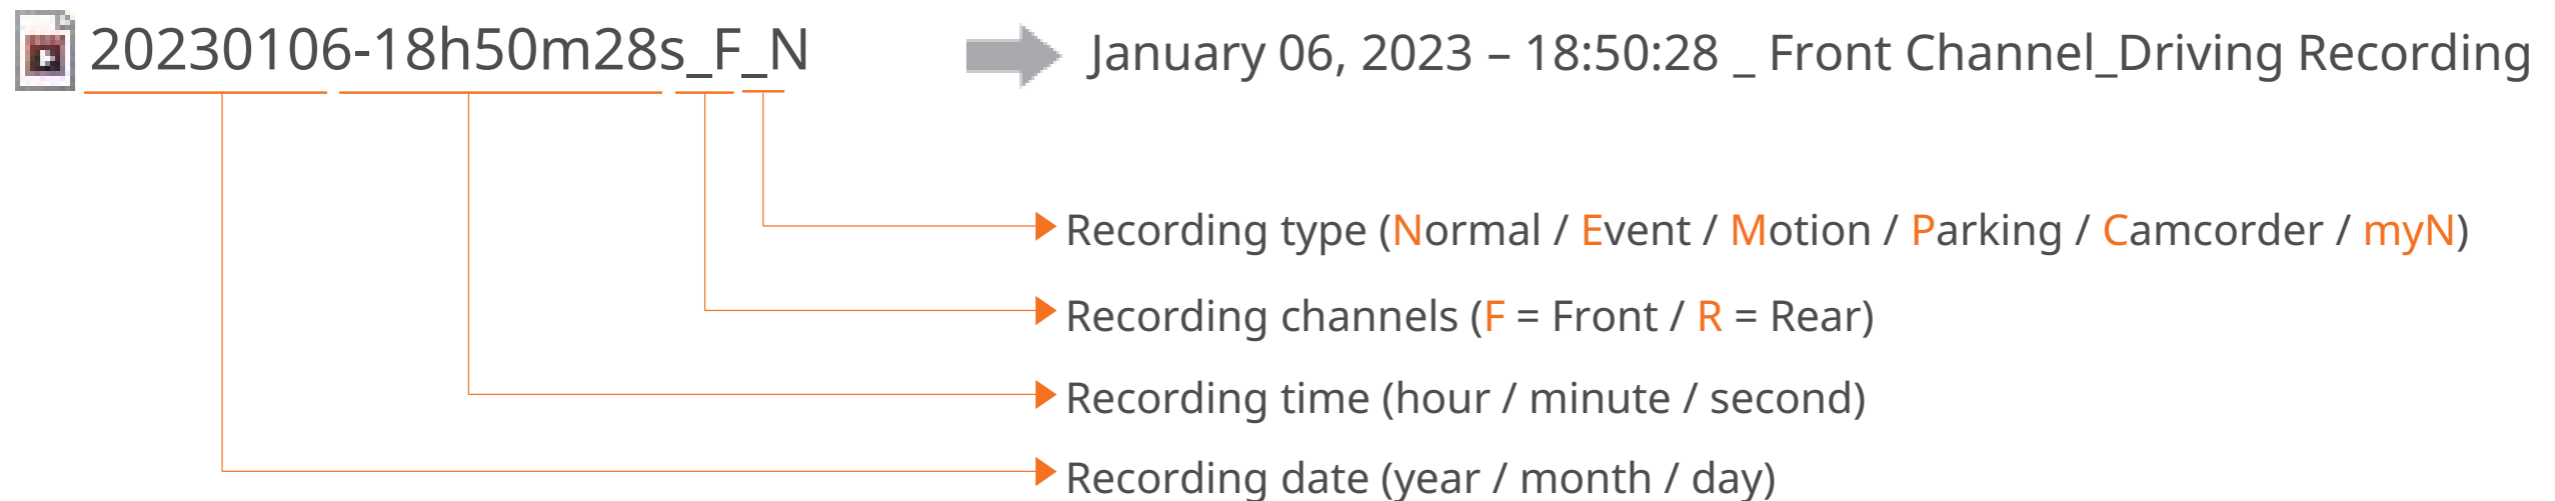 20230106-18h50m28s_F_N
January 06, 2023 – 18:50:28 _ Front Channel_Driving Recording
Recording type (Normal / Event / Motion / Parking / Camcorder / myN)
Recording channels (F = Front / R = Rear)
Recording time (hour / minute / second)
Recording date (year / month / day)